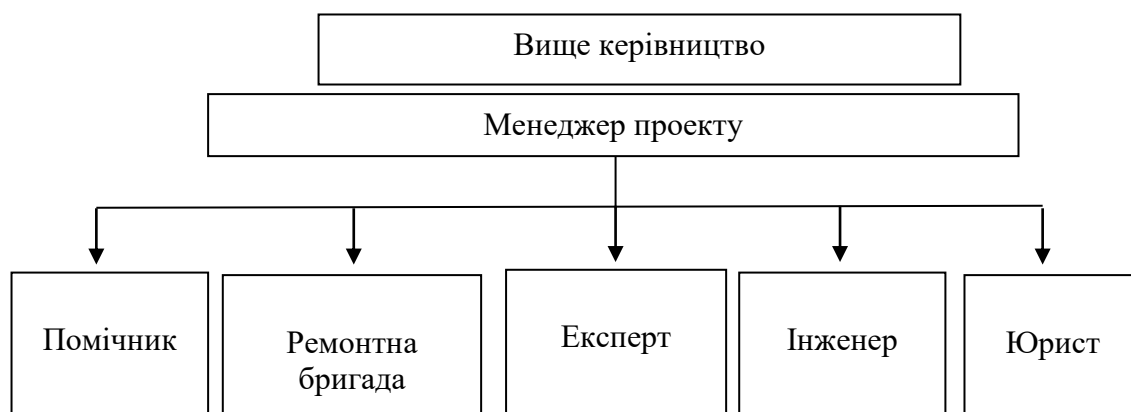 Вище керівництво
Менеджер проекту
Помічник
Ремонтна
бригада
Експерт
Інженер
Юрист